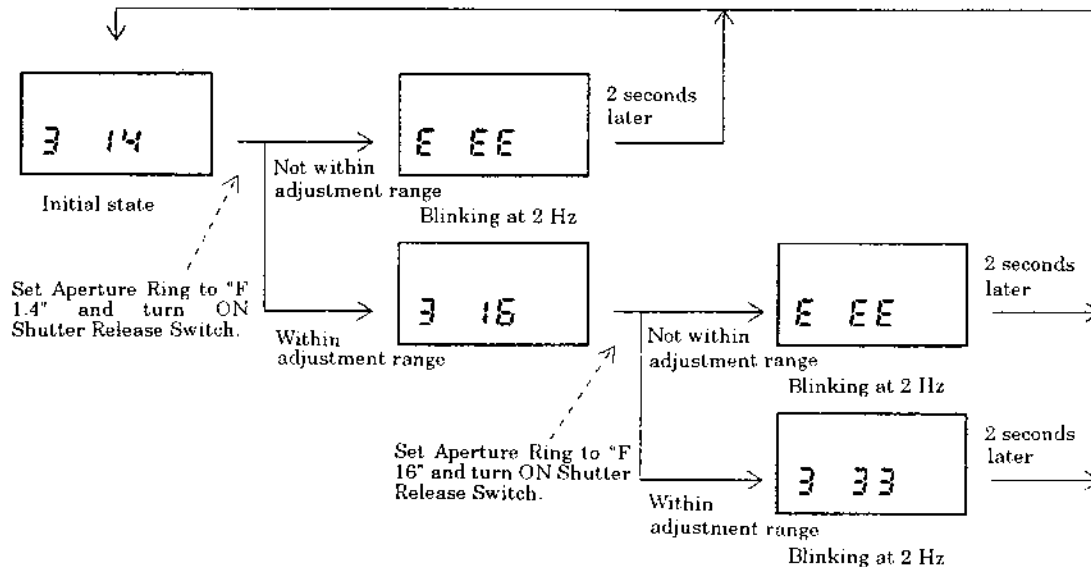 3 14
Initial state
Set Aperture Ring to "F
1.4" and turn ON
Shutter Release Switch.
Not within
adjustment range
E EE
Blinking at 2 Hz
2 seconds
later
Within
adjustment range
3 16
Set Aperture Ring to "F
16" and turn ON Shutter
Release Switch.
Not within
adjustment range
E EE
Blinking at 2 Hz
2 seconds
later
Within
adjustment range
3 33
Blinking at 2 Hz
2 seconds
later